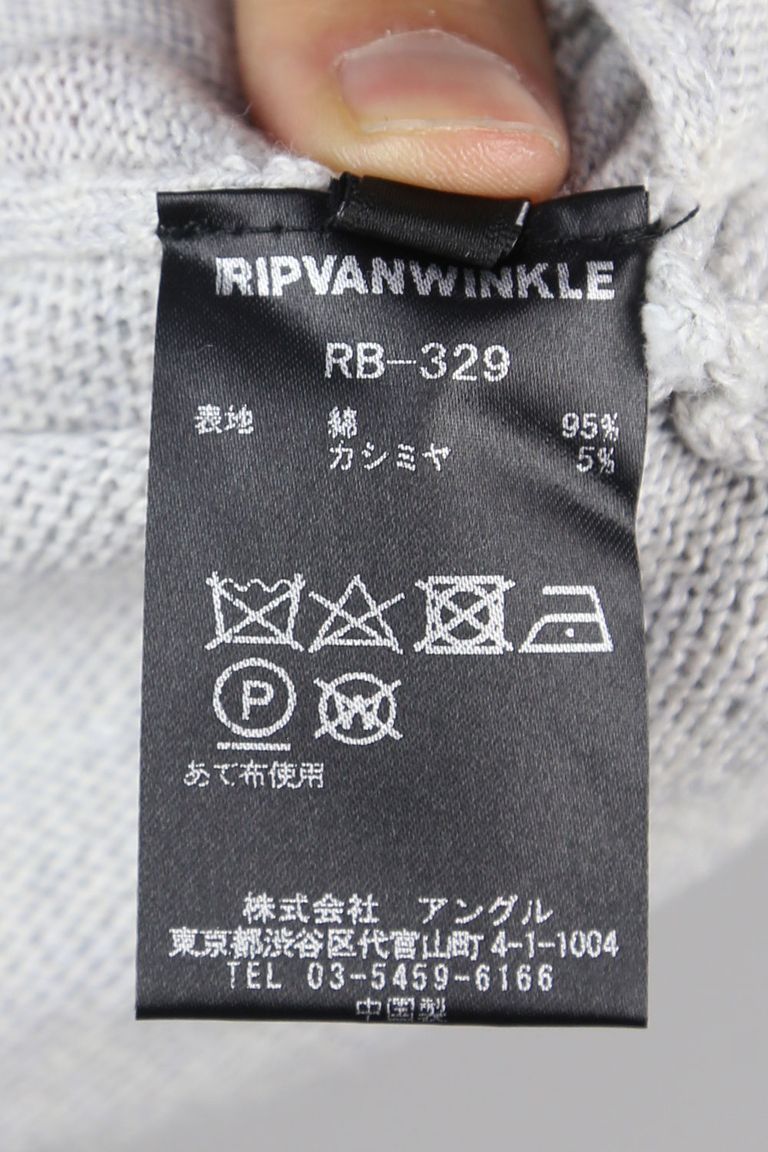 RIPVANWINKLE
RB-329
表地 綿 95%
カシミヤ 5%
P W
あて布使用
株式会社 アングル
東京都渋谷区代官山町4-1-1004
TEL 03-5459-6166
中国製